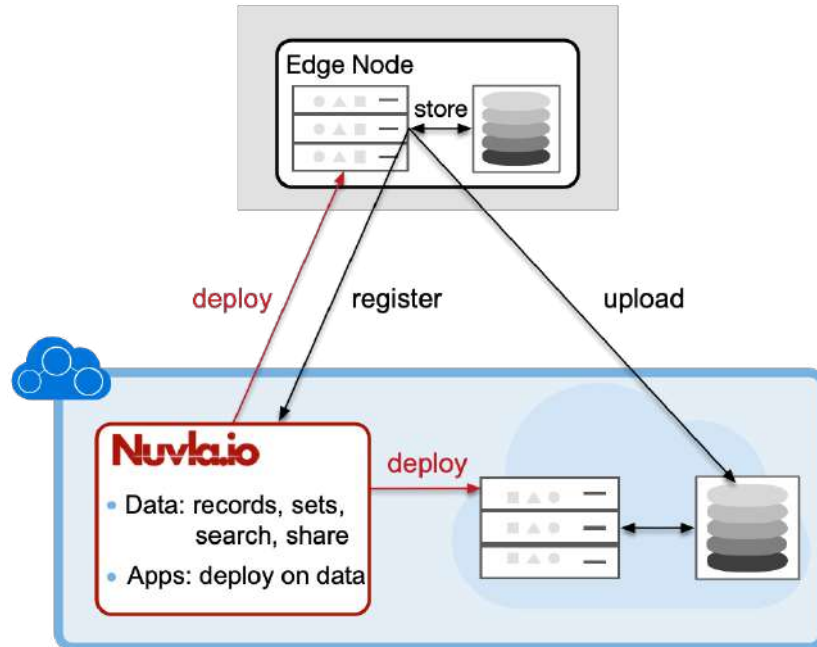 Edge Node
store
deploy
register
upload
Nuvla.io
deploy
• Data: records, sets,
search, share
• Apps: deploy on data